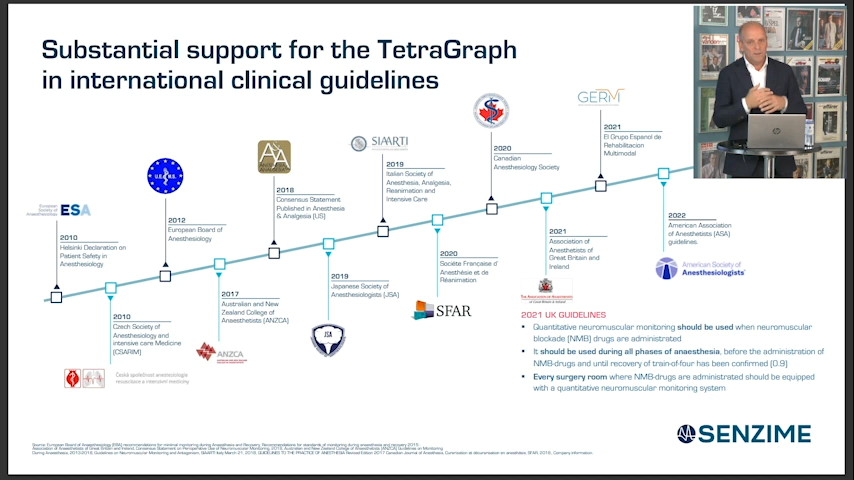 Substantial support for the TetraGraph
in international clinical guidelines
European
Society of
Anaesthesiology
ESA
2010
Helsinki Declaration on
Patient Safety in
Anesthesiology
2010
Czech Society of
Anesthesiology and
intensive care Medicine
(CSARIM)
Česká společnost anesteziologie
resuscitace a intenzivní medicíny
U.E.M.S.
2012
European Board of
Anesthesiology
2017
Australian and New
Zealand College of
Anaesthetists (ANZCA)
ANZCA
2018
Consensus Statement
Published in Anesthesia
& Analgesia (US)
2019
Japanese Society of
Anesthesiologists (JSA)
JSA
SIAARTI
2019
Italian Society of
Anesthesia, Analgesia,
Reanimation and
Intensive Care
2020
Société Française d'
Anesthésie et de
Réanimation
SFAR
2020
Canadian
Anesthesiology Society
2021
Association of
Anesthetists of
Great Britain and
Ireland
GERM
2021
El Grupo Espanol de
Rehabilitacion
Multimodal
2022
American Association
of Anesthetists (ASA)
guidelines.
American Society of
Anesthesiologists
2021 UK GUIDELINES
• Quantitative neuromuscular monitoring should be used when neuromuscular
blockade (NMB) drugs are administrated
• It should be used during all phases of anaesthesia, before the administration of
NMB-drugs and until recovery of train-of-four has been confirmed (0.9)
• Every surgery room where NMB-drugs are administrated should be equipped
with a quantitative neuromuscular monitoring system
SENZIME